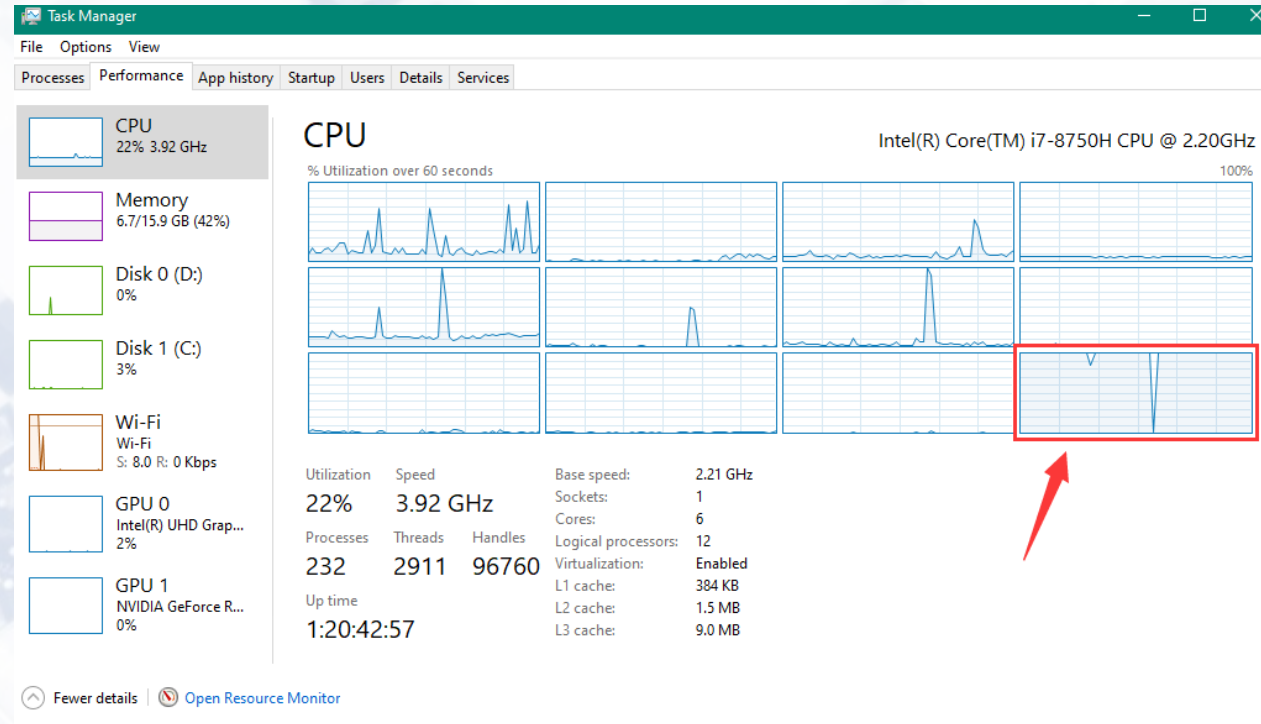 Task Manager
File Options View
Processes Performance App history Startup Users Details Services
CPU
22% 3.92 GHz
Memory
6.7/15.9 GB (42%)
Disk 0 (D:)
0%
Disk 1 (C:)
3%
Wi-Fi
Wi-Fi
S: 8.0 R: 0 Kbps
GPU 0
Intel(R) UHD Grap...
2%
GPU 1
NVIDIA GeForce R...
0%
CPU
Intel(R) Core(TM) i7-8750H CPU @ 2.20GHz
% Utilization over 60 seconds
100%
Utilization Speed
22% 3.92 GHz
Processes Threads Handles
232 2911 96760
Up time
1:20:42:57
Base speed: 2.21 GHz
Sockets: 1
Cores: 6
Logical processors: 12
Virtualization: Enabled
L1 cache: 384 KB
L2 cache: 1.5 MB
L3 cache: 9.0 MB
Fewer details
Open Resource Monitor